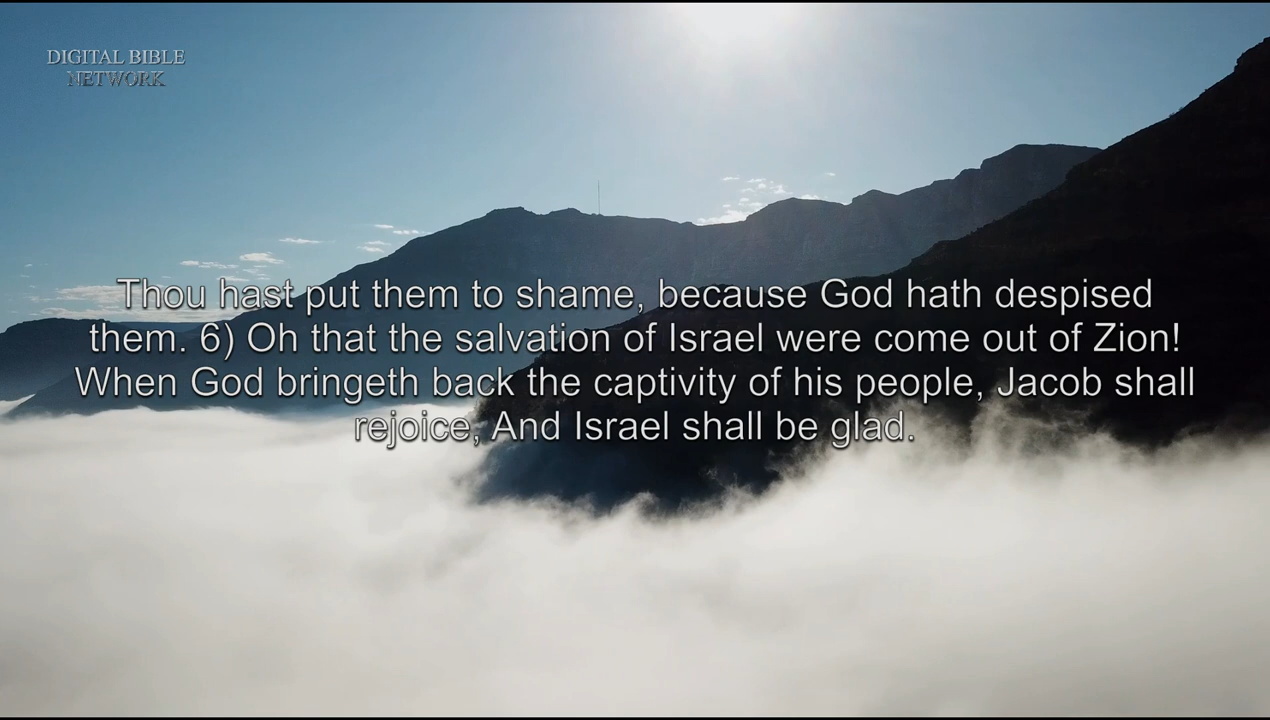 DIGITAL BIBLE
NETWORK
Thou hast put them to shame, because God hath despised
them. 6) Oh that the salvation of Israel were come out of Zion!
When God bringeth back the captivity of his people, Jacob shall
rejoice, And Israel shall be glad.